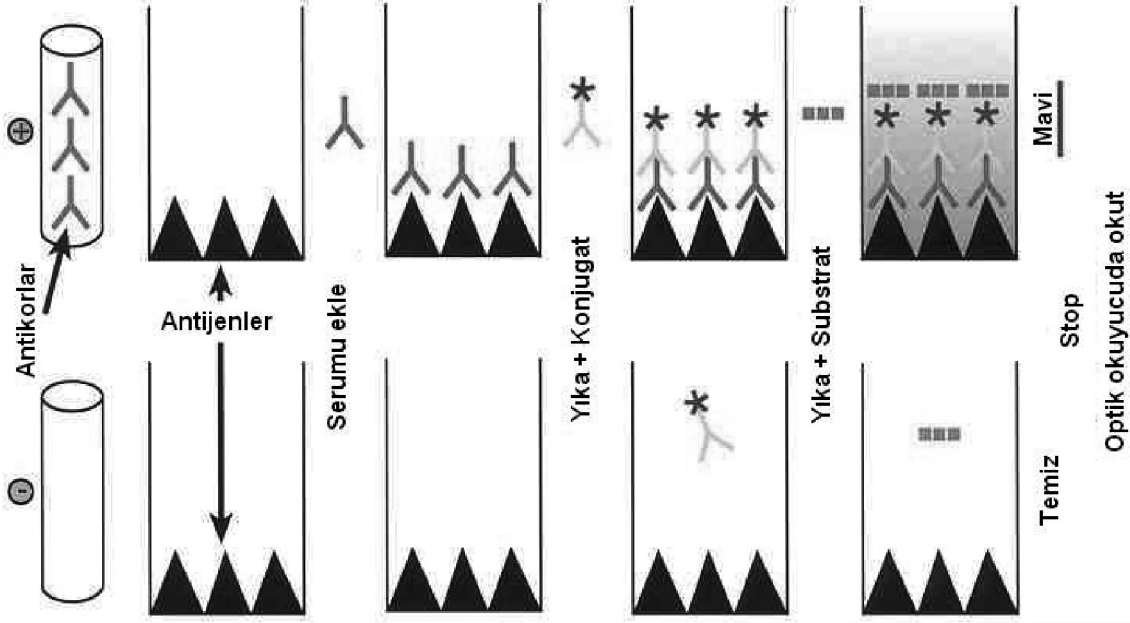 +
Antikorlar
Antijenler
Serumu ekle
Yıka + Konjugat
Yıka + Substrat
Mavi
Stop
Optik okuyucuda okut
-
Temiz